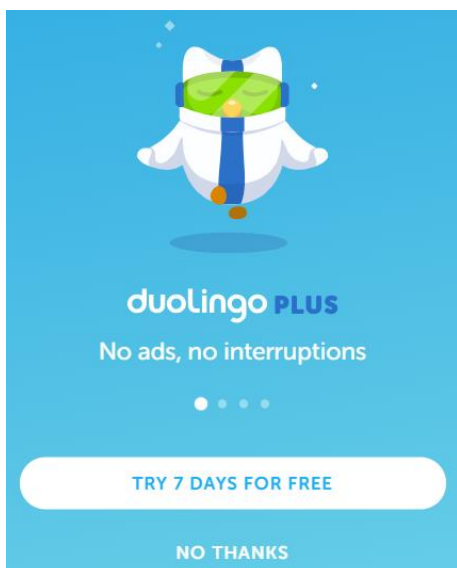 duolingo PLUS
No ads, no interruptions
TRY 7 DAYS FOR FREE
NO THANKS